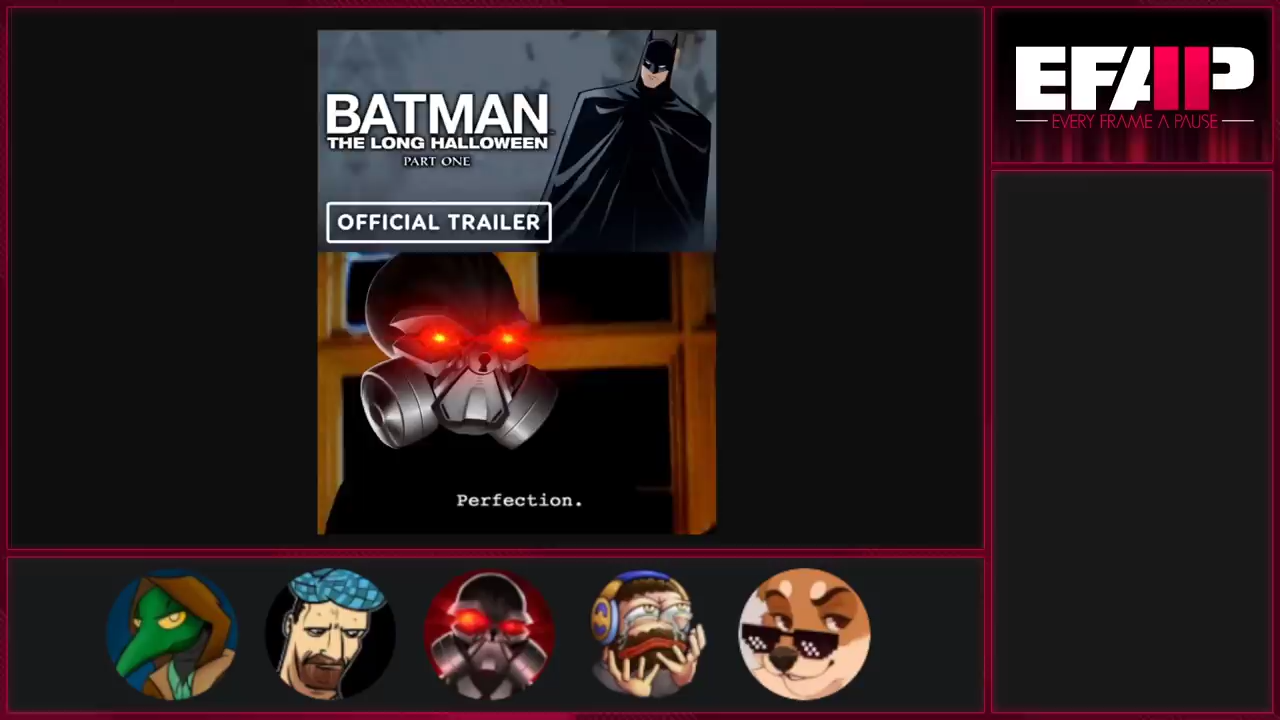 BATMAN
THE LONG HALLOWEEN
PART ONE
OFFICIAL TRAILER
Perfection.
EFAP
EVERY FRAME A PAUSE